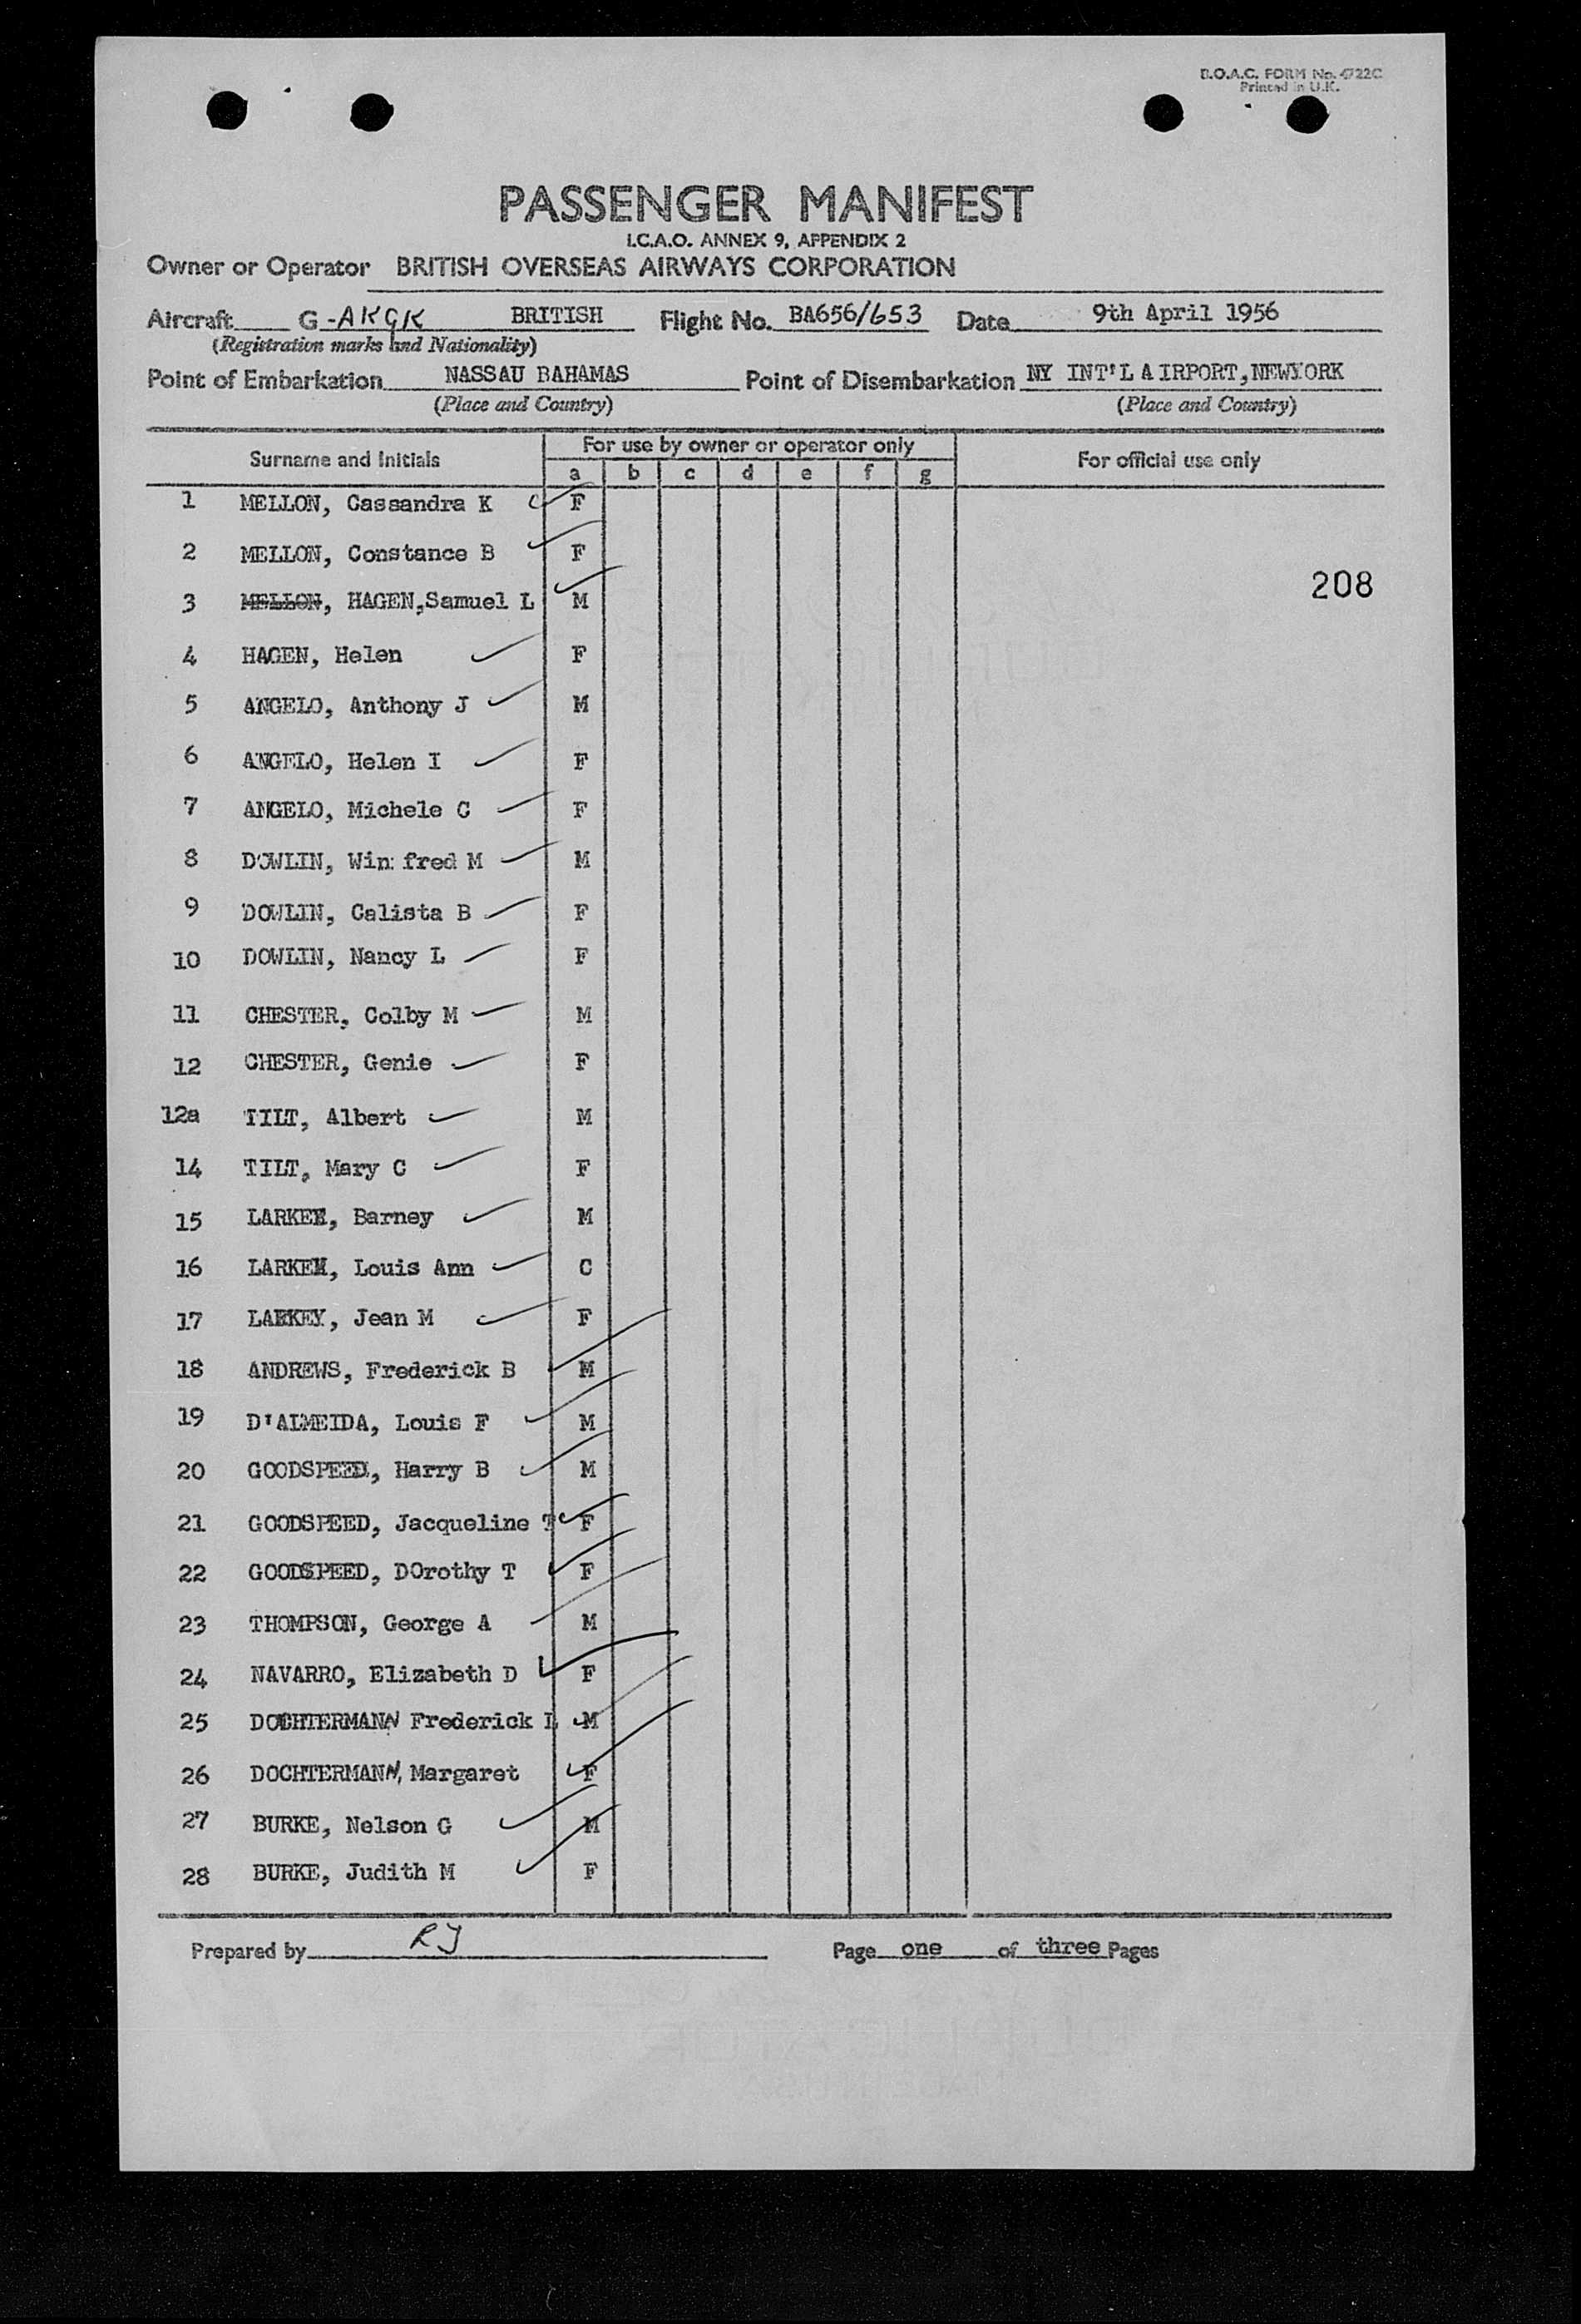 B.O.A.C. FORM No. 4722C
Printed in U.K.
PASSENGER MANIFEST
I.C.A.O. ANNEX 9, APPENDIX 2
Owner or Operator BRITISH OVERSEAS AIRWAYS CORPORATION
Aircraft G-AKGK BRITISH Flight No. BA656/653 Date 9th April 1956
(Registration marks and Nationality)
Point of Embarkation NASSAU BAHAMAS Point of Disembarkation NY INT'L AIRPORT, NEWYORK
(Place and Country) (Place and Country)
Surname and Initials For use by owner or operator only For official use only
a b c d e f g
1 MELLON, Cassandra K F
2 MELLON, Constance B F
208
3 MELLON, HAGEN,Samuel L M
4 HAGEN, Helen F
5 ANGELO, Anthony J M
6 ANGELO, Helen I F
7 ANGELO, Michele C F
8 DOWLIN, Winifred M M
9 DOWLIN, Calista B F
10 DOWLIN, Nancy L F
11 CHESTER, Colby M M
12 CHESTER, Genie F
12a TILT, Albert M
14 TILT, Mary C F
15 Barney M
16 Louis Ann C
17 LARKEY, Jean M F
18 ANDREWS, Frederick B M
19 D'ALMEIDA, Louis F M
20 GOODSPEED, Harry B M
21 GOODSPEED, Jacqueline T F
22 GOODSPEED, DOrothy T F
23 THOMPSON, George A M
24 NAVARRO, Elizabeth D F
25 DOCHTERMANN Frederick L M
26 DOCHTERMANN, Margaret F
27 BURKE, Nelson G M
28 BURKE, Judith M F
Prepared by RJ Page one of three Pages